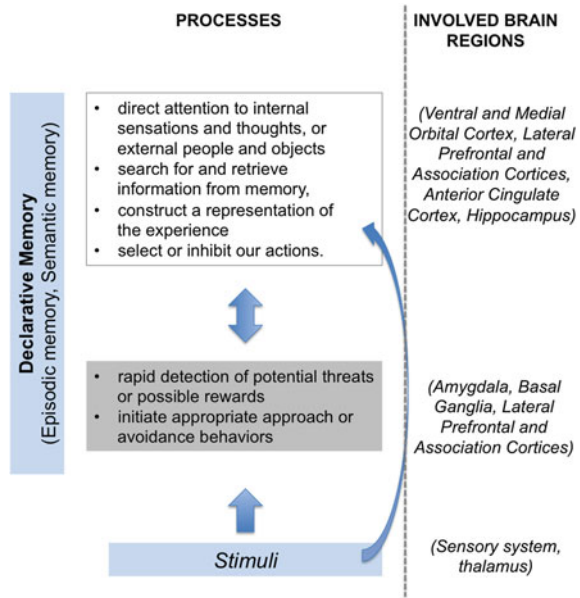 PROCESSES
INVOLVED BRAIN
REGIONS
Declarative Memory
(Episodic memory, Semantic memory)
• direct attention to internal
sensations and thoughts, or
external people and objects
• search for and retrieve
information from memory,
• construct a representation of
the experience
• select or inhibit our actions.
(Ventral and Medial
Orbital Cortex, Lateral
Prefrontal and
Association Cortices,
Anterior Cingulate
Cortex, Hippocampus)
• rapid detection of potential threats
or possible rewards
• initiate appropriate approach or
avoidance behaviors
(Amygdala, Basal
Ganglia, Lateral
Prefrontal and
Association Cortices)
Stimuli
(Sensory system,
thalamus)